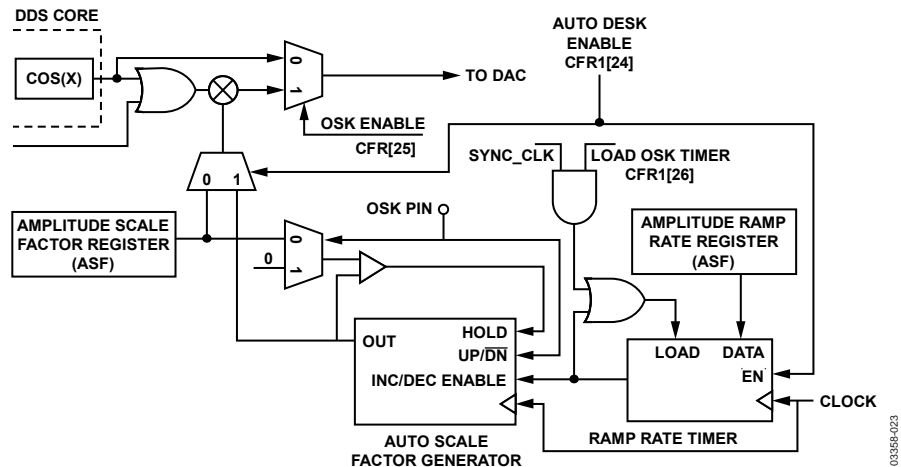 DDS CORE
COS(X)
0
1
TO DAC
OSK ENABLE
CFR[25]
AUTO DESK
ENABLE
CFR1[24]
SYNC_CLK
LOAD OSK TIMER
CFR1[26]
0 1
AMPLITUDE SCALE
FACTOR REGISTER
(ASF)
OSK PIN
0
1
0
AMPLITUDE RAMP
RATE REGISTER
(ASF)
OUT
HOLD
UP/DN
INC/DEC ENABLE
LOAD DATA
EN
CLOCK
RAMP RATE TIMER
AUTO SCALE
FACTOR GENERATOR
03358-023